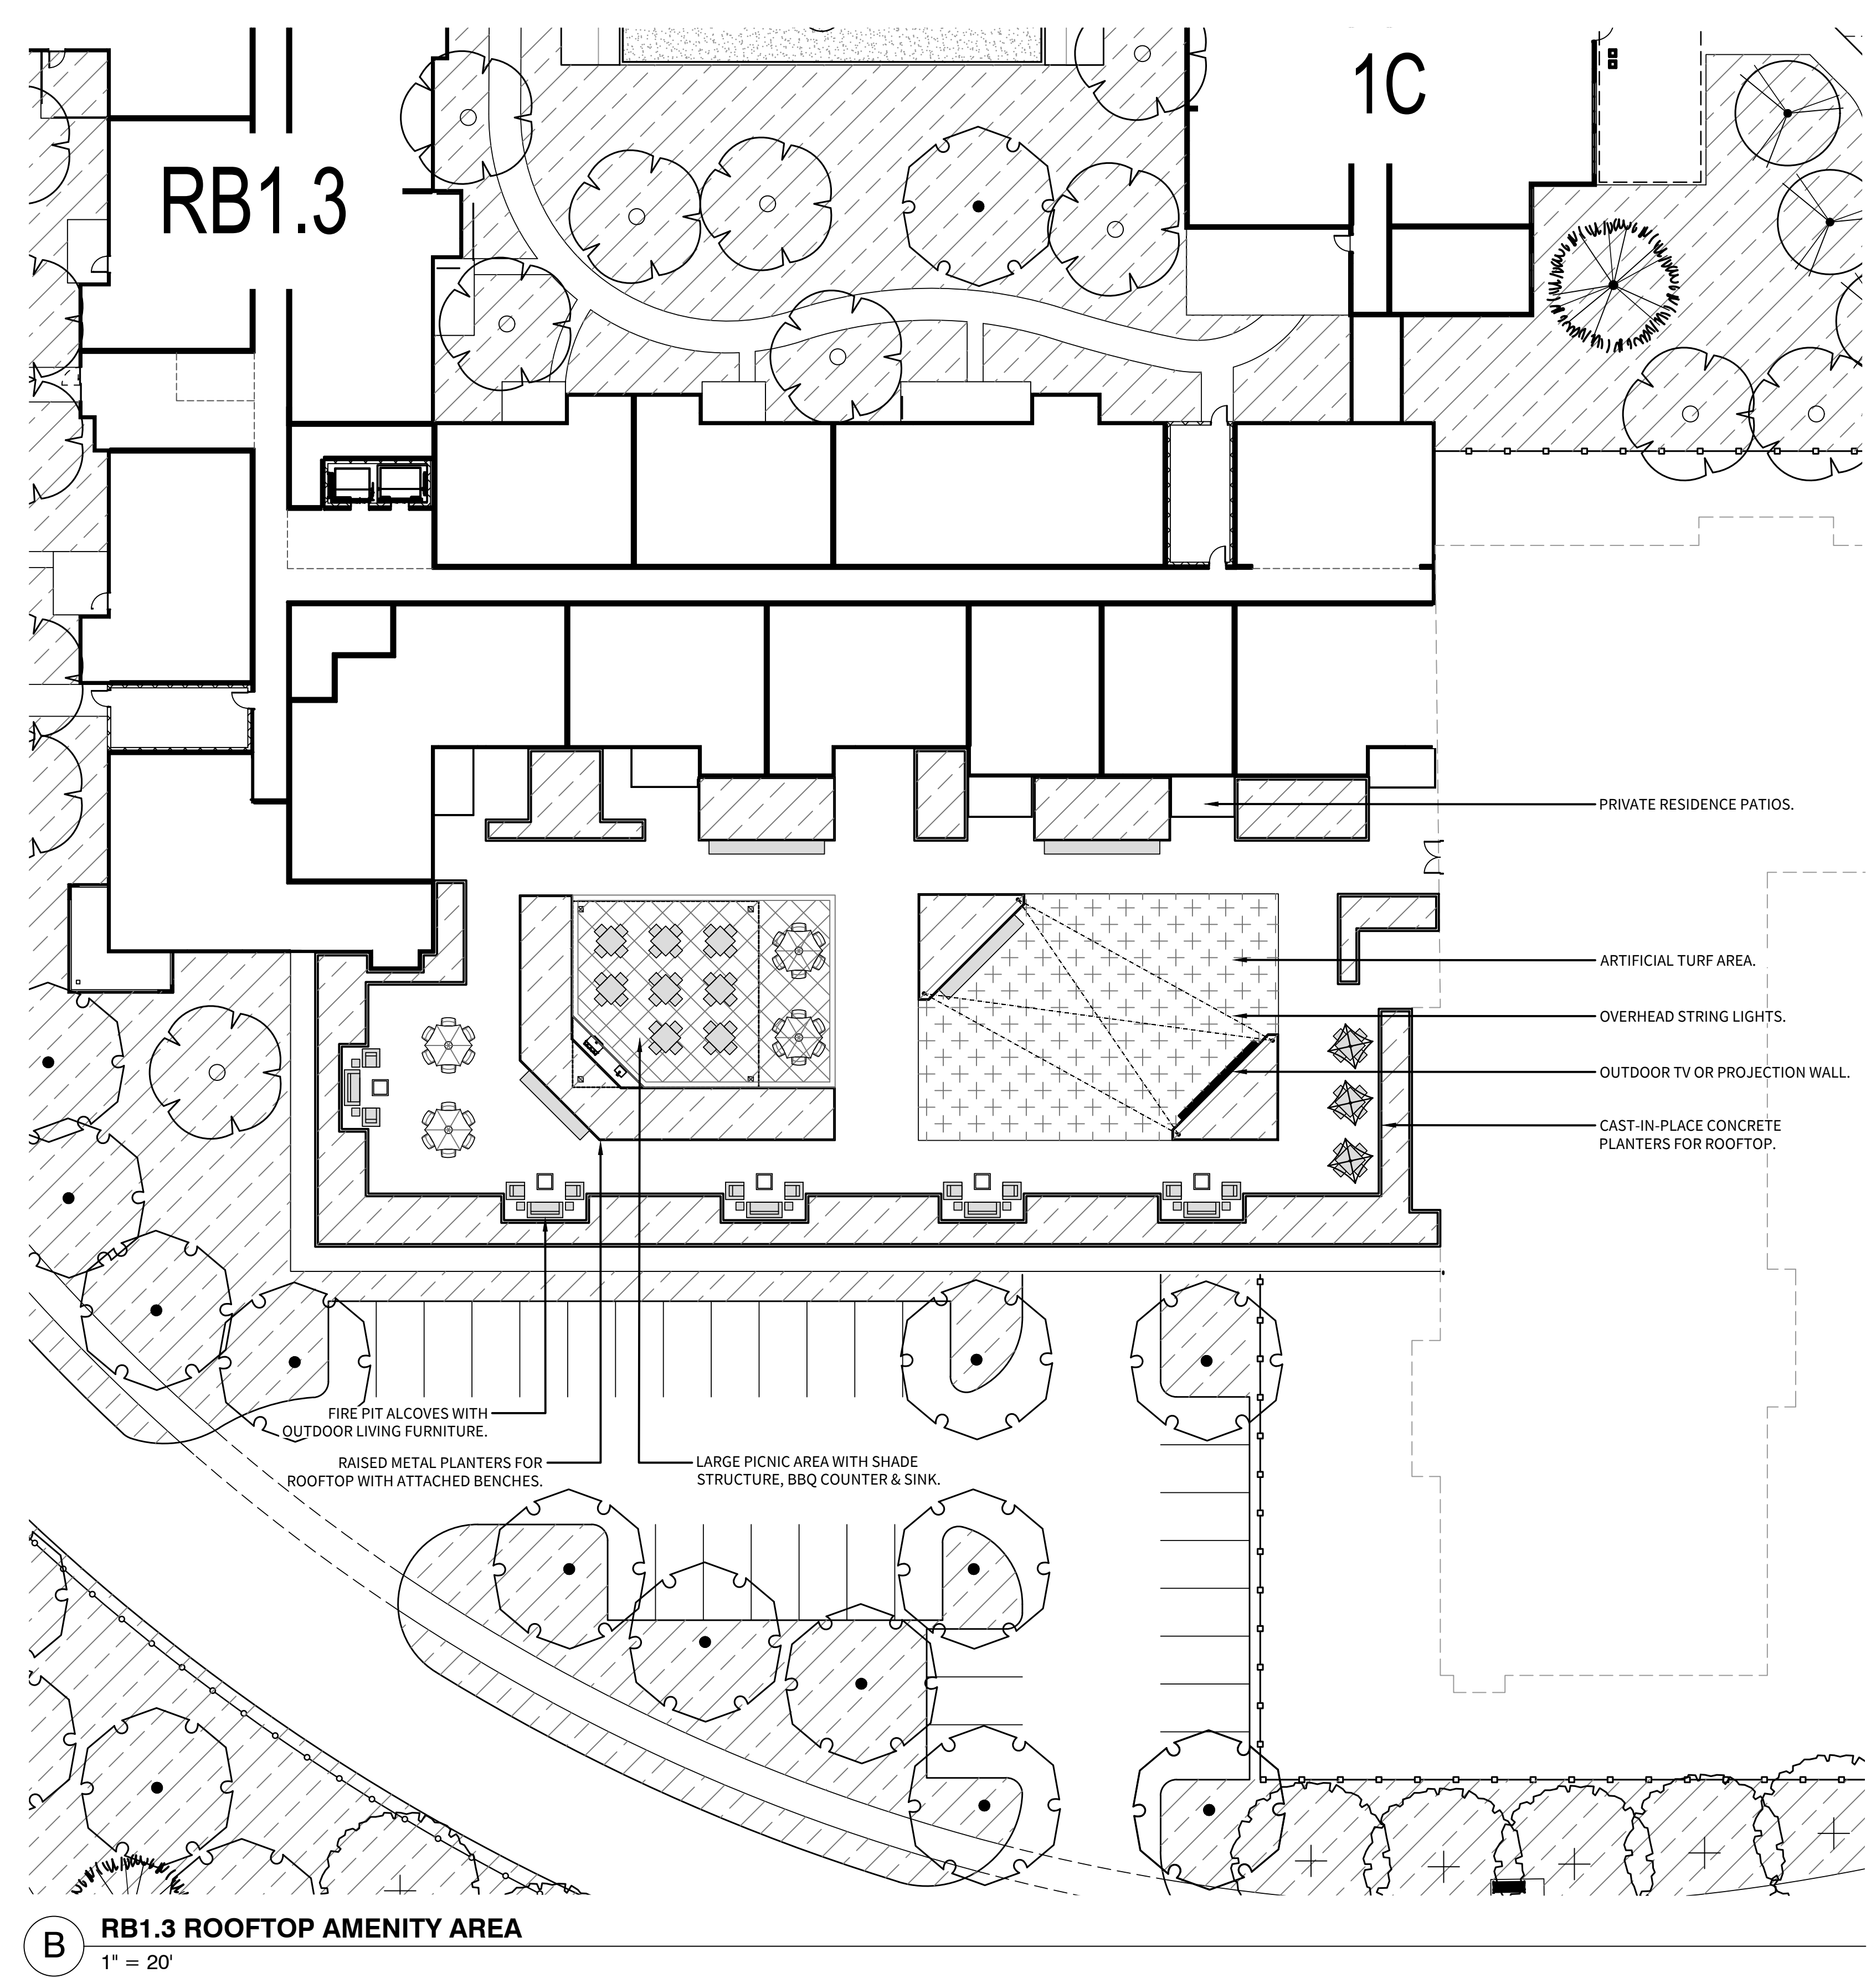 1C
RB1.3
PRIVATE RESIDENCE PATIOS.
ARTIFICIAL TURF AREA.
OVERHEAD STRING LIGHTS.
OUTDOOR TV OR PROJECTION WALL.
CAST-IN-PLACE CONCRETE
PLANTERS FOR ROOFTOP.
FIRE PIT ALCOVES WITH
OUTDOOR LIVING FURNITURE.
RAISED METAL PLANTERS FOR
ROOFTOP WITH ATTACHED BENCHES.
LARGE PICNIC AREA WITH SHADE
STRUCTURE, BBQ COUNTER & SINK.
B
RB1.3 ROOFTOP AMENITY AREA
1" = 20'